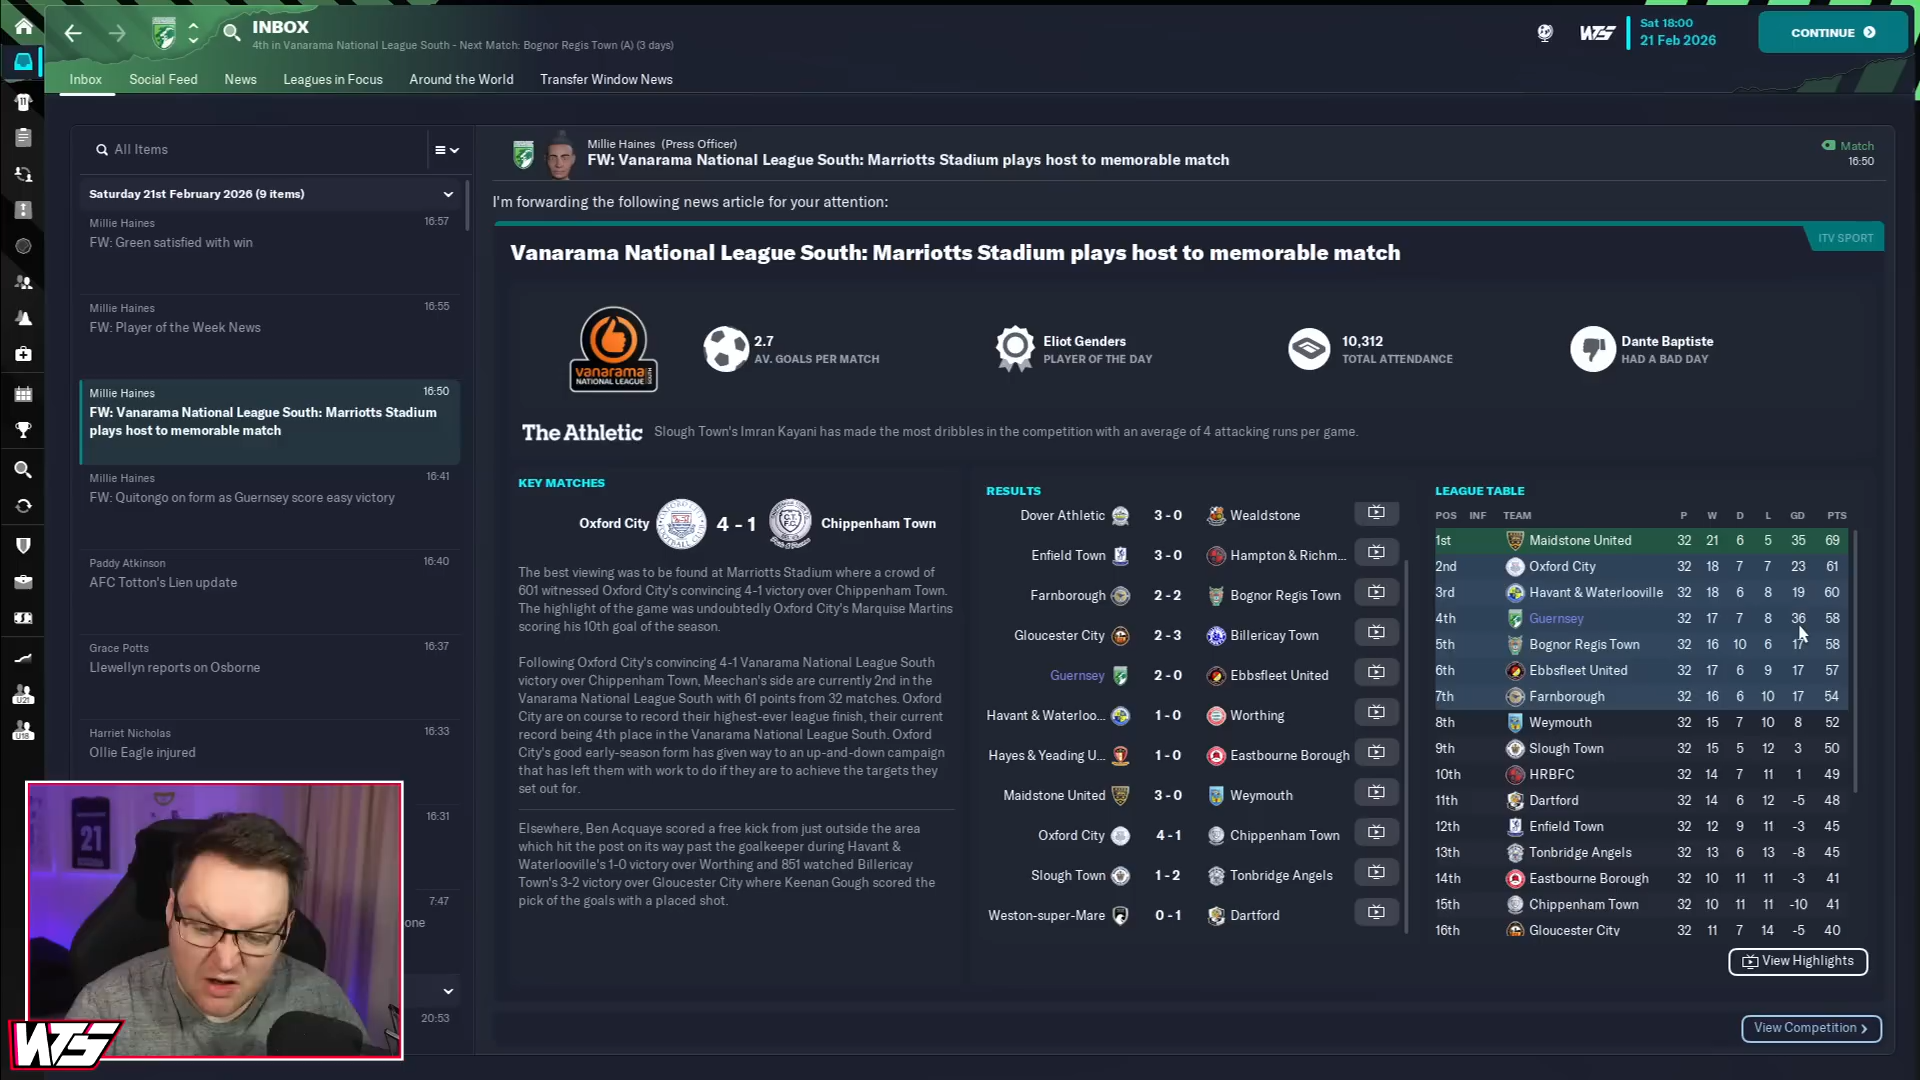 INBOX
4th in Vanarama National League South - Next Match: Bognor Regis Town (A) (3 days)
WTS
Sat 18:00
21 Feb 2026
CONTINUE
Inbox
Social Feed
News
Leagues in Focus
Around the World
Transfer Window News
All Items
Saturday 21st February 2026 (9 items)
Millie Haines 16:57
FW: Green satisfied with win
Millie Haines 16:55
FW: Player of the Week News
Millie Haines 16:50
FW: Vanarama National League South: Marriotts Stadium
plays host to memorable match
Millie Haines 16:41
FW: Quitongo on form as Guernsey score easy victory
Paddy Atkinson 16:40
AFC Totton's Lien update
Grace Potts 16:37
Llewellyn reports on Osborne
Harriet Nicholas 16:33
Ollie Eagle injured
16:31
7:47
one
20:53
U21
U18
21
WTS
Millie Haines (Press Officer)
FW: Vanarama National League South: Marriotts Stadium plays host to memorable match
Match
16:50
I'm forwarding the following news article for your attention:
ITV SPORT
Vanarama National League South: Marriotts Stadium plays host to memorable match
vanarama
NATIONAL LEAGUE SOUTH
2.7
AV. GOALS PER MATCH
Eliot Genders
PLAYER OF THE DAY
10,312
TOTAL ATTENDANCE
Dante Baptiste
HAD A BAD DAY
The Athletic
Slough Town's Imran Kayani has made the most dribbles in the competition with an average of 4 attacking runs per game.
KEY MATCHES
Oxford City 4 - 1 Chippenham Town
The best viewing was to be found at Marriotts Stadium where a crowd of
601 witnessed Oxford City's convincing 4-1 victory over Chippenham Town.
The highlight of the game was undoubtedly Oxford City's Marquise Martins
scoring his 10th goal of the season.
Following Oxford City's convincing 4-1 Vanarama National League South
victory over Chippenham Town, Meechan's side are currently 2nd in the
Vanarama National League South with 61 points from 32 matches. Oxford
City are on course to record their highest-ever league finish, their current
record being 4th place in the Vanarama National League South. Oxford
City's good early-season form has given way to an up-and-down campaign
that has left them with work to do if they are to achieve the targets they
set out for.
Elsewhere, Ben Acquaye scored a free kick from just outside the area
which hit the post on its way past the goalkeeper during Havant &
Waterlooville's 1-0 victory over Worthing and 851 watched Billericay
Town's 3-2 victory over Gloucester City where Keenan Gough scored the
pick of the goals with a placed shot.
RESULTS
Dover Athletic 3 - 0 Wealdstone
Enfield Town 3 - 0 Hampton & Richm...
Farnborough 2 - 2 Bognor Regis Town
Gloucester City 2 - 3 Billericay Town
Guernsey 2 - 0 Ebbsfleet United
Havant & Waterloo... 1 - 0 Worthing
Hayes & Yeading U... 1 - 0 Eastbourne Borough
Maidstone United 3 - 0 Weymouth
Oxford City 4 - 1 Chippenham Town
Slough Town 1 - 2 Tonbridge Angels
Weston-super-Mare 0 - 1 Dartford
LEAGUE TABLE
POS INF TEAM P W D L GD PTS
1st Maidstone United 32 21 6 5 35 69
2nd Oxford City 32 18 7 7 23 61
3rd Havant & Waterlooville 32 18 6 8 19 60
4th Guernsey 32 17 7 8 36 58
5th Bognor Regis Town 32 16 10 6 17 58
6th Ebbsfleet United 32 17 6 9 17 57
7th Farnborough 32 16 6 10 17 54
8th Weymouth 32 15 7 10 8 52
9th Slough Town 32 15 5 12 3 50
10th HRBFC 32 14 7 11 1 49
11th Dartford 32 14 6 12 -5 48
12th Enfield Town 32 12 9 11 -3 45
13th Tonbridge Angels 32 13 6 13 -8 45
14th Eastbourne Borough 32 10 11 11 -3 41
15th Chippenham Town 32 10 11 11 -10 41
16th Gloucester City 32 11 7 14 -5 40
View Highlights
View Competition